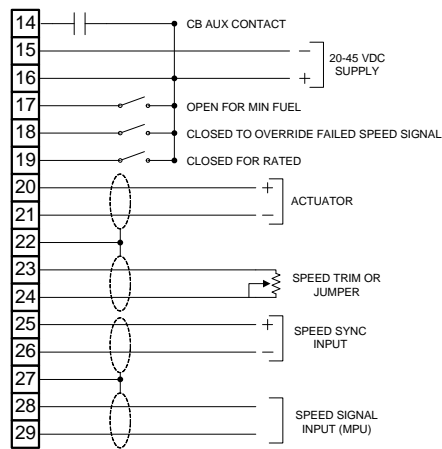 14 CB AUX CONTACT
15 −
20-45 VDC
SUPPLY
16 +
17 OPEN FOR MIN FUEL
18 CLOSED TO OVERRIDE FAILED SPEED SIGNAL
19 CLOSED FOR RATED
20 +
ACTUATOR
21 −
22
23
SPEED TRIM OR
JUMPER
24
25 +
SPEED SYNC
INPUT
26 −
27
28
SPEED SIGNAL
INPUT (MPU)
29